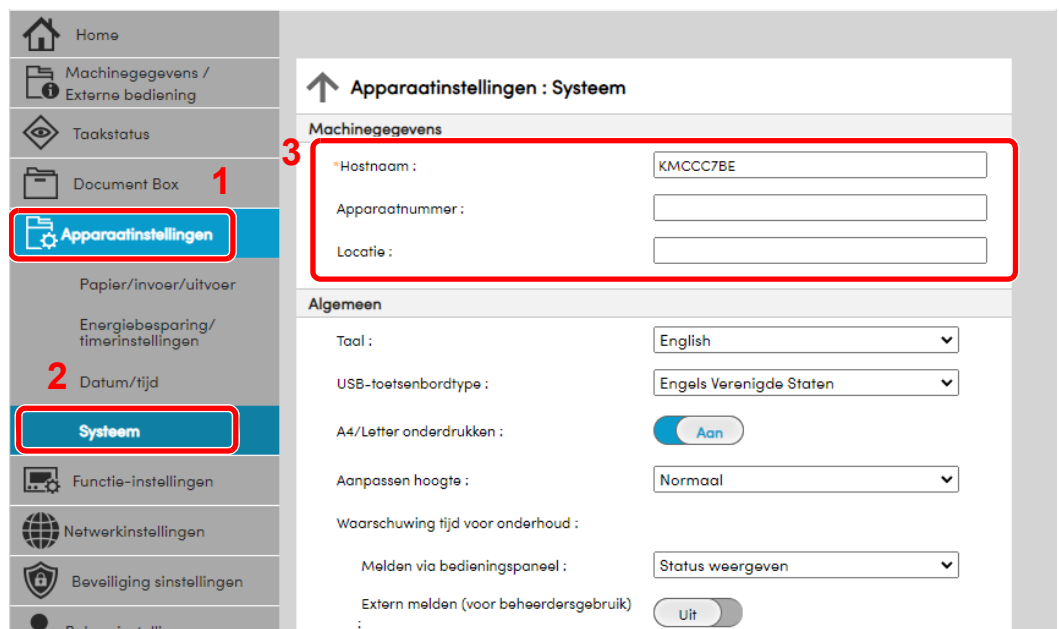 Home
Machinegegevens /
Externe bediening
Taakstatus
Document Box
1
Apparaatinstellingen
Papier/invoer/uitvoer
Energiebesparing/
timerinstellingen
2
Datum/tijd
Systeem
Functie-instellingen
Netwerkinstellingen
Beveiliging sinstellingen
Apparaatinstellingen : Systeem
Machinegegevens
3
*Hostnaam : KMCCC7BE
Apparaatnummer :
Locatie :
Algemeen
Taal : English
USB-toetsenbordtype : Engels Verenigde Staten
A4/Letter onderdrukken : Aan
Aanpassen hoogte : Normaal
Waarschuwing tijd voor onderhoud :
Melden via bedieningspaneel : Status weergeven
Extern melden (voor beheerdersgebruik)
: Uit